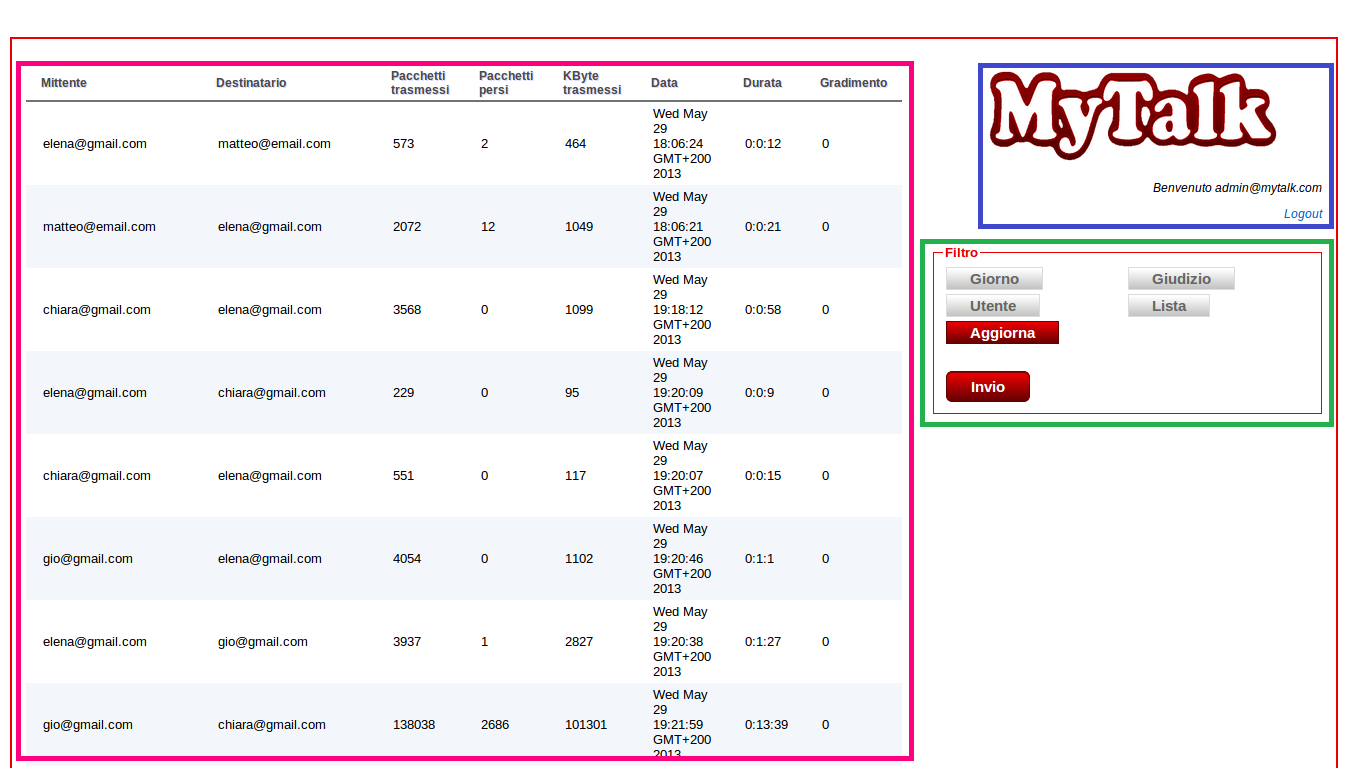 Mittente Destinatario Pacchetti trasmessi Pacchetti persi KByte trasmessi Data Durata Gradimento
elena@gmail.com matteo@email.com 573 2 464 Wed May 29 18:06:24 GMT+200 2013 0:0:12 0
matteo@email.com elena@gmail.com 2072 12 1049 Wed May 29 18:06:21 GMT+200 2013 0:0:21 0
chiara@gmail.com elena@gmail.com 3568 0 1099 Wed May 29 19:18:12 GMT+200 2013 0:0:58 0
elena@gmail.com chiara@gmail.com 229 0 95 Wed May 29 19:20:09 GMT+200 2013 0:0:9 0
chiara@gmail.com elena@gmail.com 551 0 117 Wed May 29 19:20:07 GMT+200 2013 0:0:15 0
gio@gmail.com elena@gmail.com 4054 0 1102 Wed May 29 19:20:46 GMT+200 2013 0:1:1 0
elena@gmail.com gio@gmail.com 3937 1 2827 Wed May 29 19:20:38 GMT+200 2013 0:1:27 0
gio@gmail.com chiara@gmail.com 138038 2686 101301 Wed May 29 19:21:59 GMT+200 2013 0:13:39 0
MyTalk
Benvenuto admin@mytalk.com
Logout
Filtro
Giorno Giudizio
Utente Lista
Aggiorna
Invio